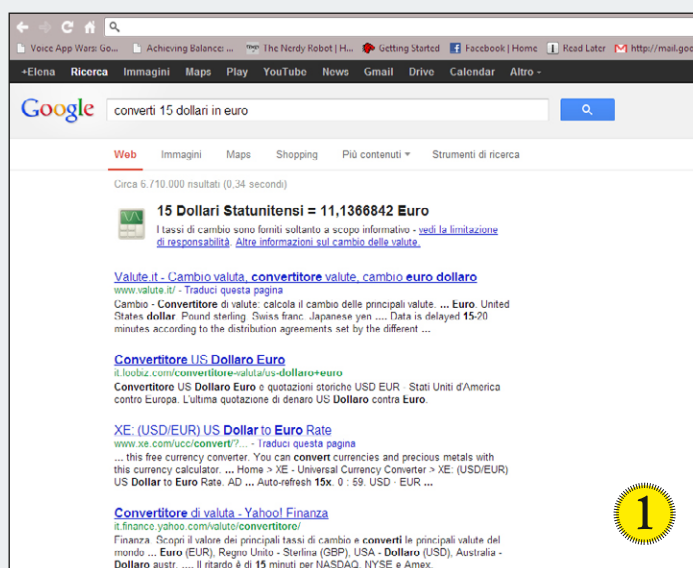 Voice App Wars: Go... Achieving Balance: ... The Nerdy Robot | H... Getting Started Facebook | Home Read Later http://mail.goo
+Elena Ricerca Immagini Maps Play YouTube News Gmail Drive Calendar Altro
Google converti 15 dollari in euro
Web Immagini Maps Shopping Più contenuti Strumenti di ricerca
Circa 6.710.000 risultati (0,34 secondi)
15 Dollari Statunitensi = 11,1366842 Euro
I tassi di cambio sono forniti soltanto a scopo informativo - vedi la limitazione
di responsabilità. Altre informazioni sul cambio delle valute.
Valute.it - Cambio valuta, convertitore valute, cambio euro dollaro
www.valute.it/ - Traduci questa pagina
Cambio - Convertitore di valute: calcola il cambio delle principali valute. ... Euro. United
States dollar. Pound sterling. Swiss franc. Japanese yen .... Data is delayed 15-20
minutes according to the distribution agreements set by the different ...
Convertitore US Dollaro Euro
it.loobiz.com/convertitore-valuta/us-dollaro+euro
Convertitore US Dollaro Euro e quotazioni storiche USD EUR - Stati Uniti d'America
contro Europa. L'ultima quotazione di denaro US Dollaro contra Euro.
XE: (USD/EUR) US Dollar to Euro Rate
www.xe.com/ucc/convert/?... - Traduci questa pagina
... this free currency converter. You can convert currencies and precious metals with
this currency calculator. ... Home > XE - Universal Currency Converter > XE: (USD/EUR)
US Dollar to Euro Rate. AD ... Auto-refresh 15x. 0 : 59. USD · EUR ...
Convertitore di valuta - Yahoo! Finanza
it.finance.yahoo.com/valute/convertitore/
Finanza. Scopri il valore dei principali tassi di cambio e converti le principali valute del
mondo ... Euro (EUR), Regno Unito - Sterlina (GBP), USA - Dollaro (USD), Australia -
Dollaro austr. .... Il ritardo è di 15 minuti per NASDAQ, NYSE e Amex.
1